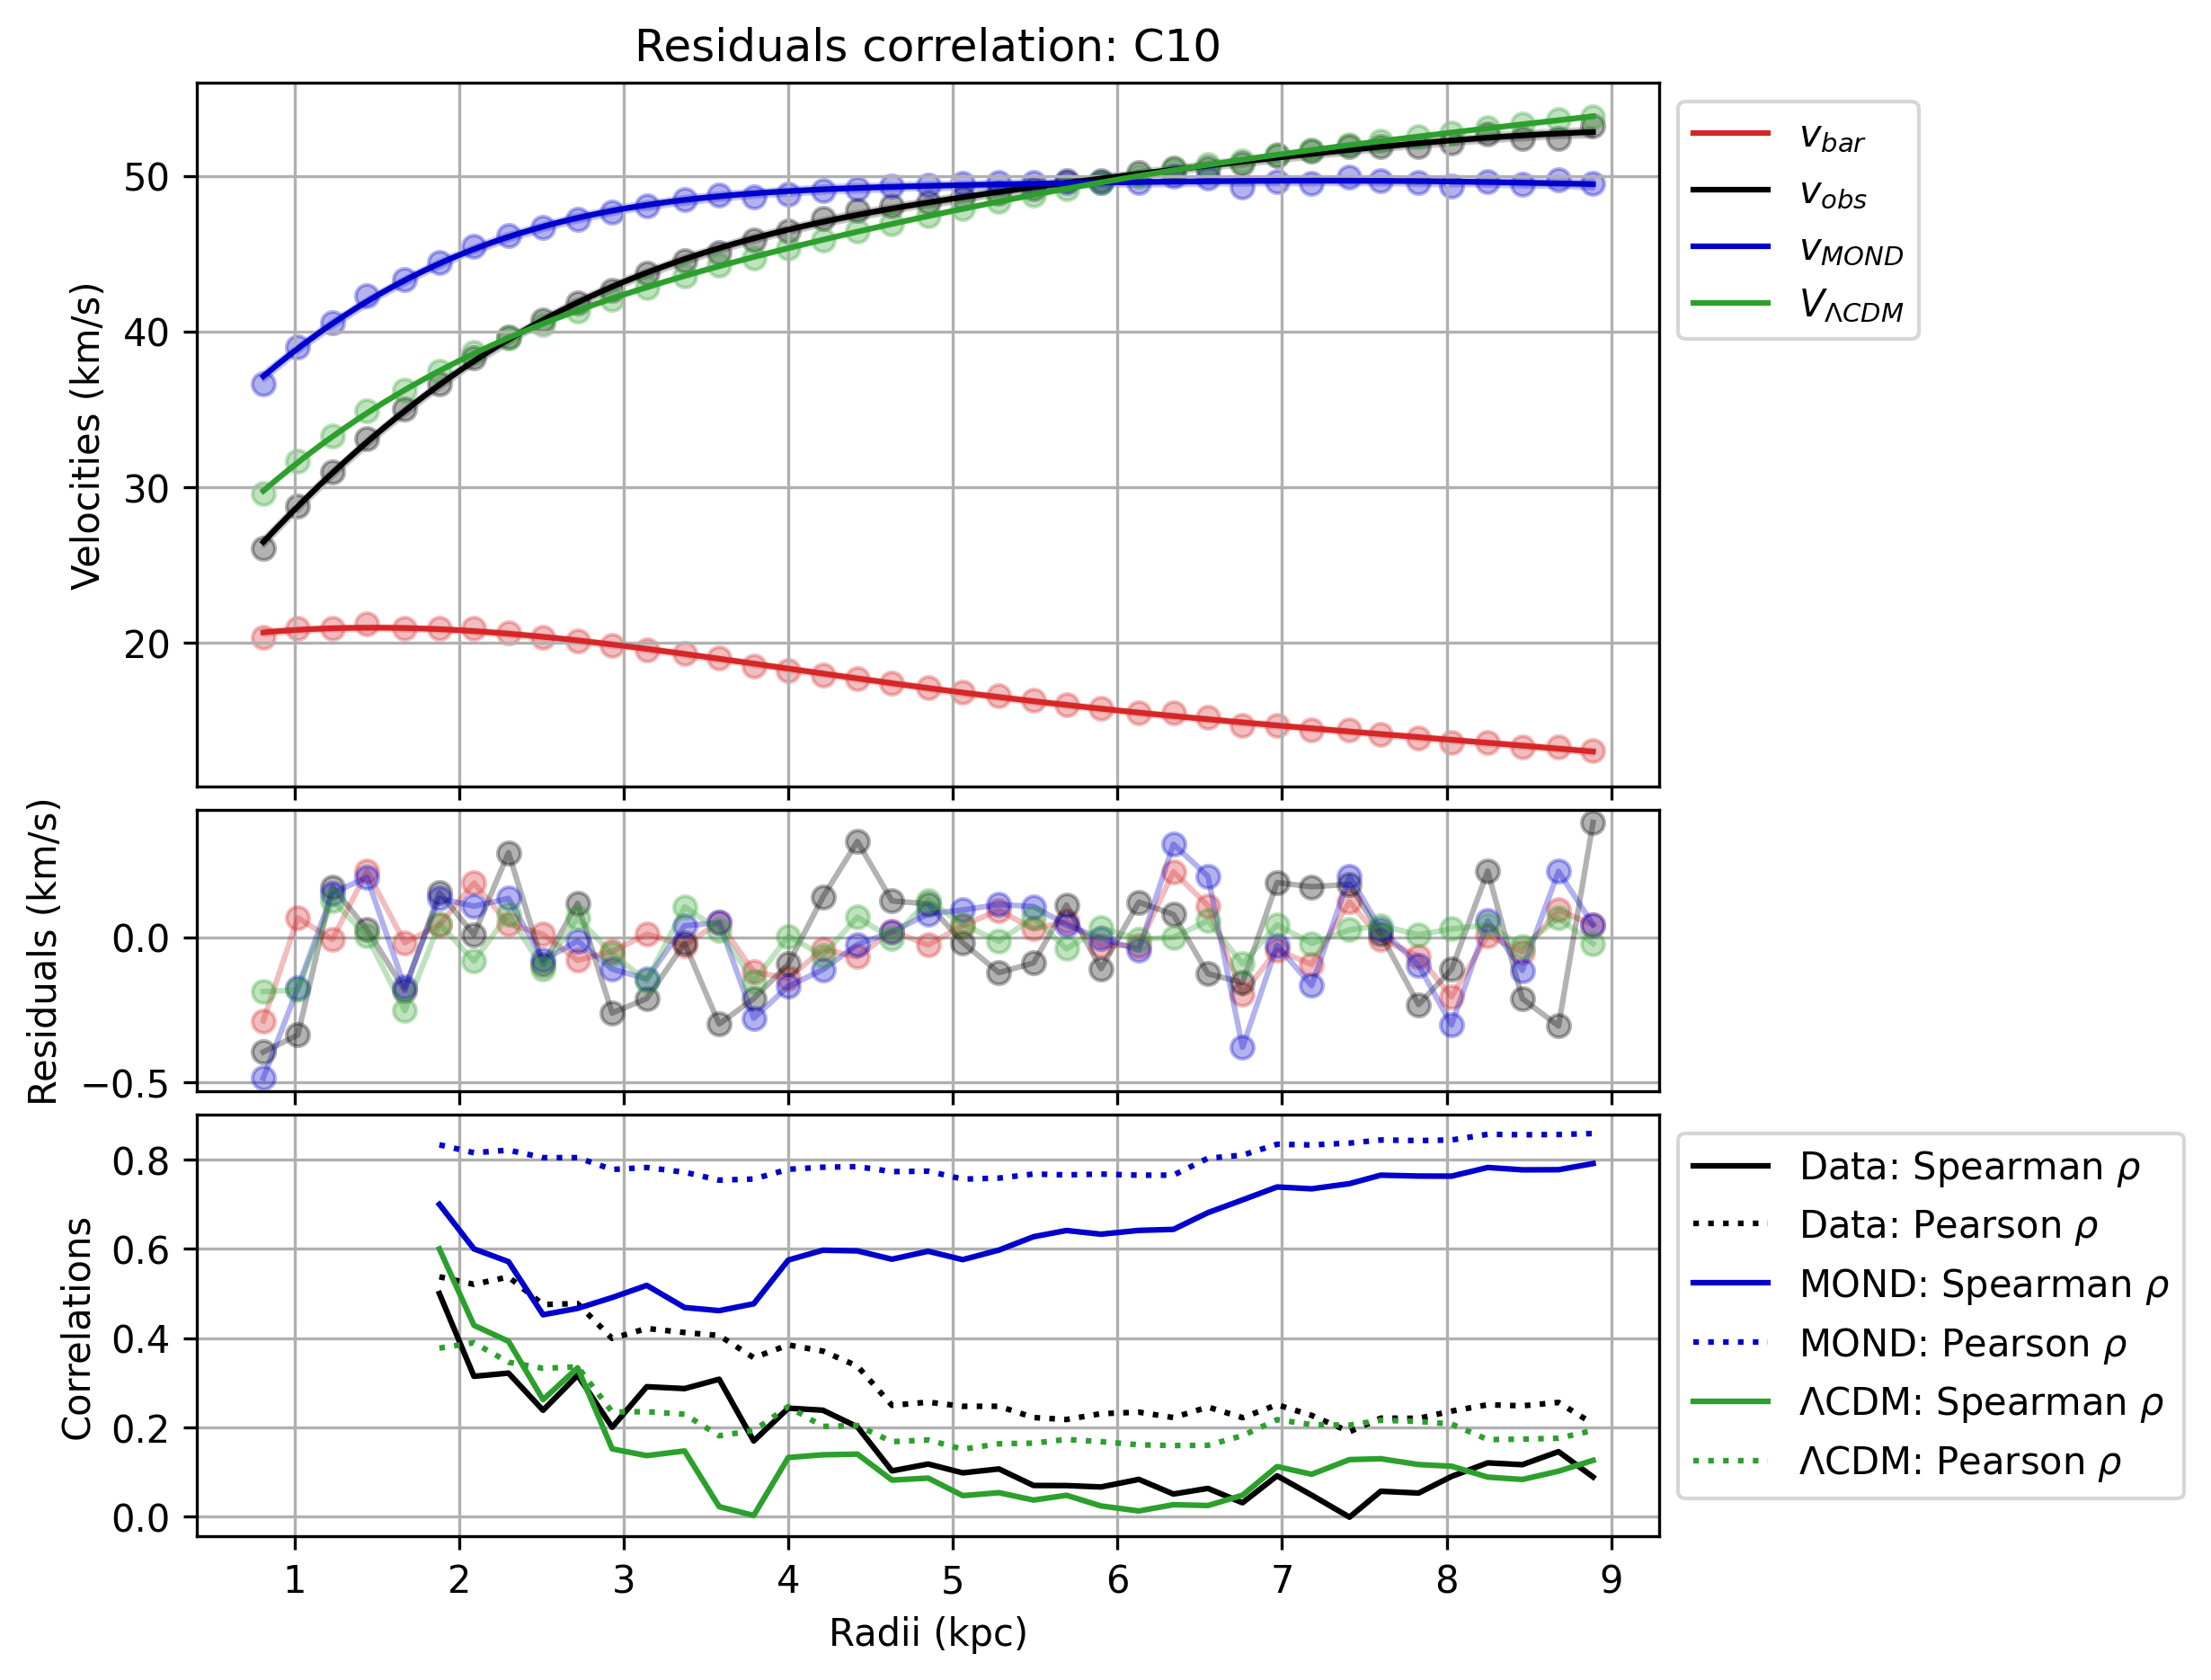 Residuals correlation: C10
Velocities (km/s)
50
40
30
20
v_bar
v_obs
v_MOND
V_ΛCDM
Residuals (km/s)
0.0
−0.5
Correlations
0.8
0.6
0.4
0.2
0.0
Data: Spearman ρ
Data: Pearson ρ
MOND: Spearman ρ
MOND: Pearson ρ
ΛCDM: Spearman ρ
ΛCDM: Pearson ρ
1 2 3 4 5 6 7 8 9
Radii (kpc)